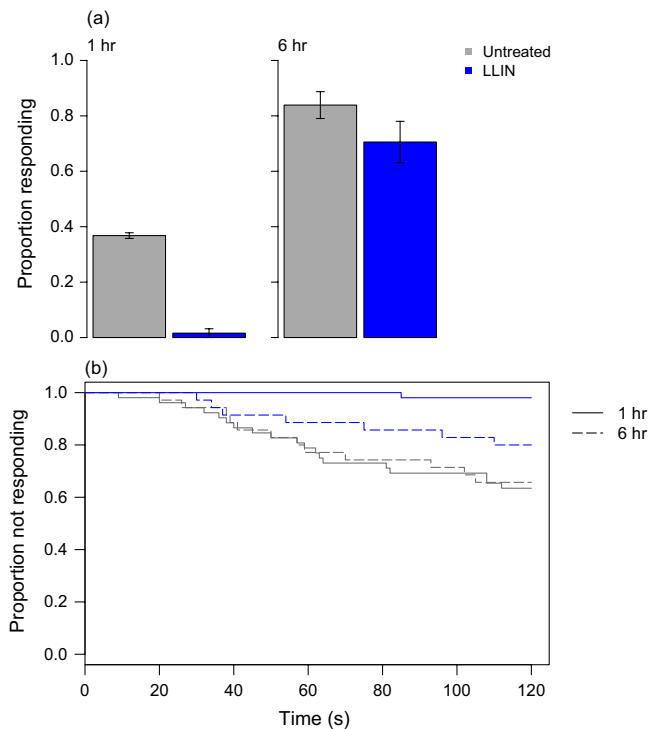 (a)
1 hr
6 hr
Untreated
LLIN
Proportion responding
1.0
0.8
0.6
0.4
0.2
0.0
(b)
Proportion not responding
1.0
0.8
0.6
0.4
0.2
0.0
1 hr
6 hr
0
20
40
60
80
100
120
Time (s)